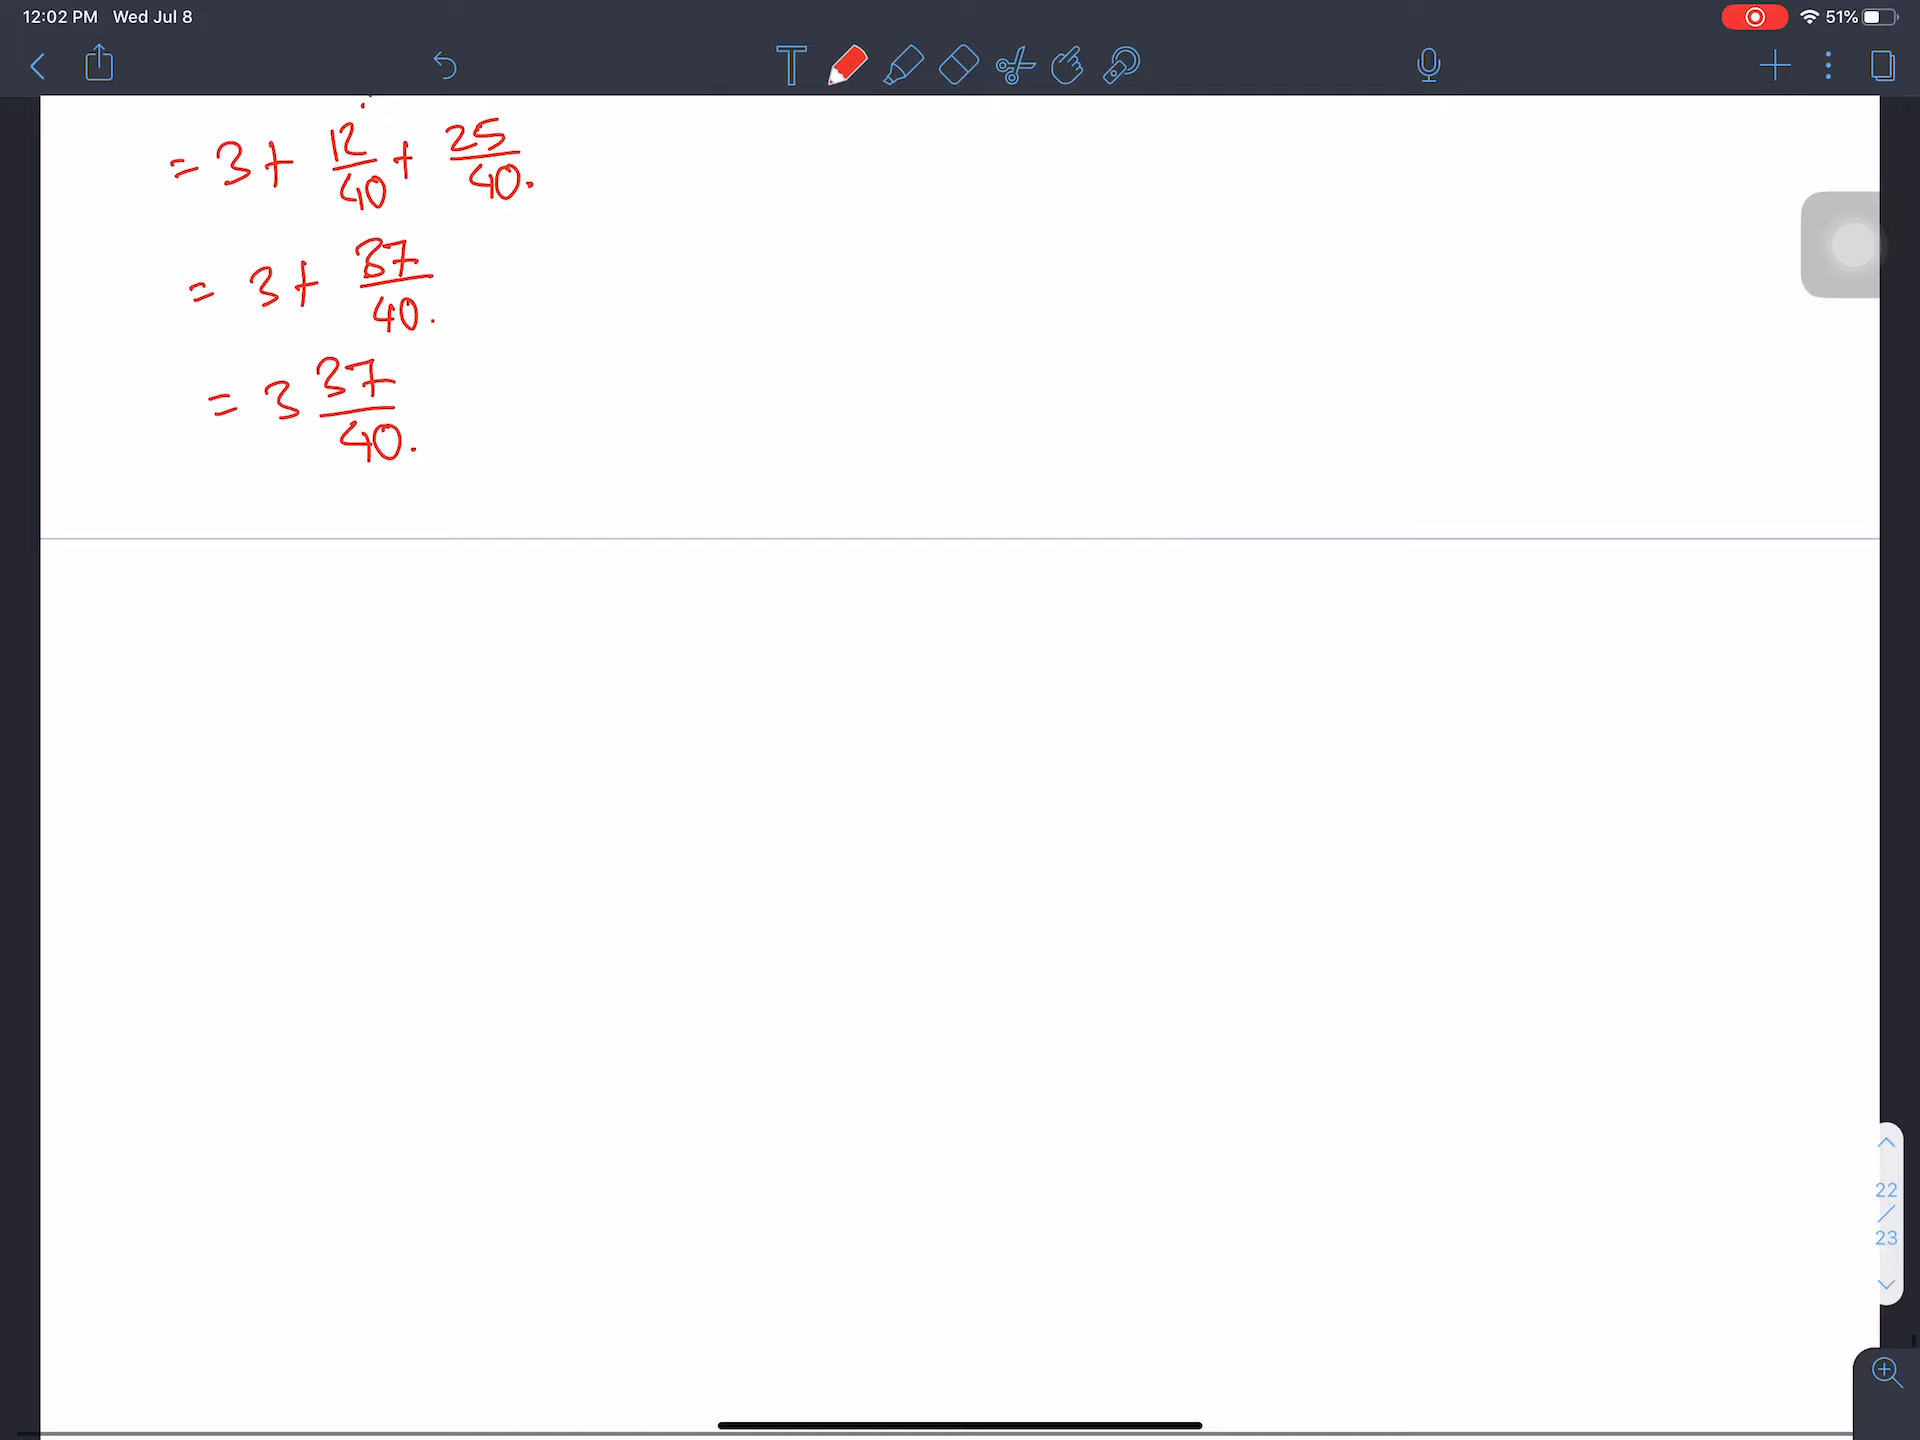 12:02 PM Wed Jul 8 51%
= 3 + 12/40 + 25/40.
= 3 + 37/40.
= 3 37/40.
22
/
23